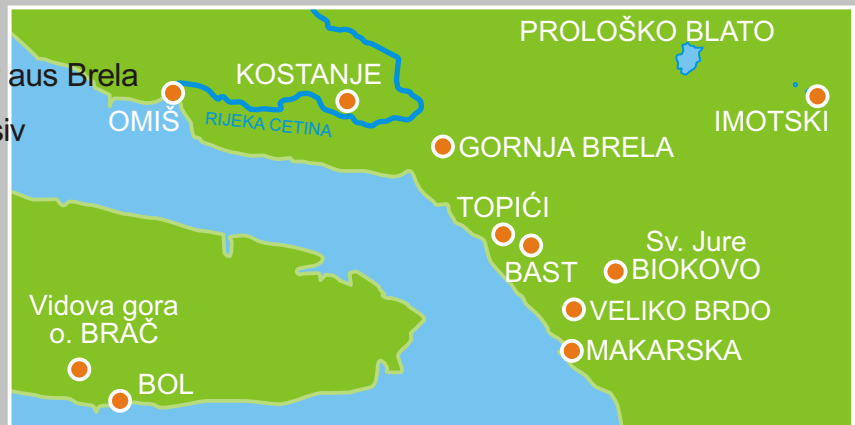 PROLOŠKO BLATO
aus Brela
KOSTANJE
OMIŠ
RIJEKA CETINA
IMOTSKI
GORNJA BRELA
TOPIĆI
BAST
Sv. Jure
BIOKOVO
VELIKO BRDO
MAKARSKA
Vidova gora
o. BRAČ
BOL